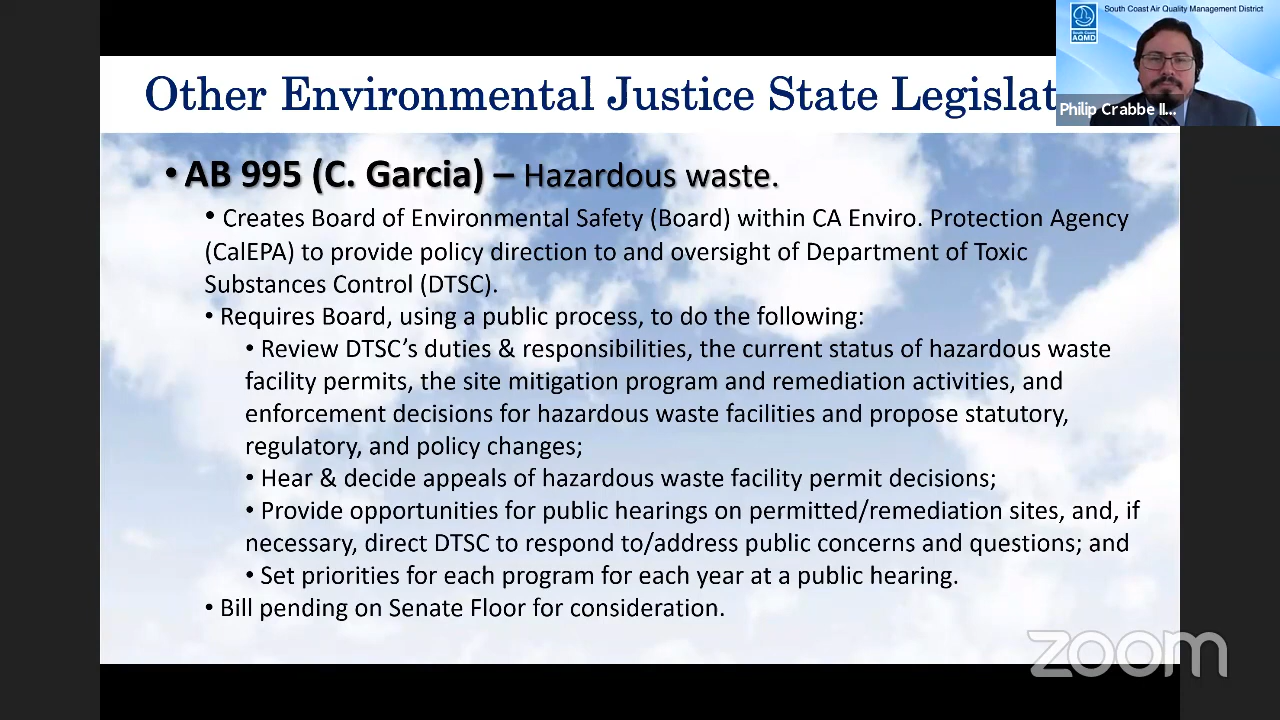 South Coast Air Quality Management District
South Coast
AQMD
Philip Crabbe II...
Other Environmental Justice State Legislat
• AB 995 (C. Garcia) – Hazardous waste.
• Creates Board of Environmental Safety (Board) within CA Enviro. Protection Agency
(CalEPA) to provide policy direction to and oversight of Department of Toxic
Substances Control (DTSC).
• Requires Board, using a public process, to do the following:
• Review DTSC’s duties & responsibilities, the current status of hazardous waste
facility permits, the site mitigation program and remediation activities, and
enforcement decisions for hazardous waste facilities and propose statutory,
regulatory, and policy changes;
• Hear & decide appeals of hazardous waste facility permit decisions;
• Provide opportunities for public hearings on permitted/remediation sites, and, if
necessary, direct DTSC to respond to/address public concerns and questions; and
• Set priorities for each program for each year at a public hearing.
• Bill pending on Senate Floor for consideration.
zoom